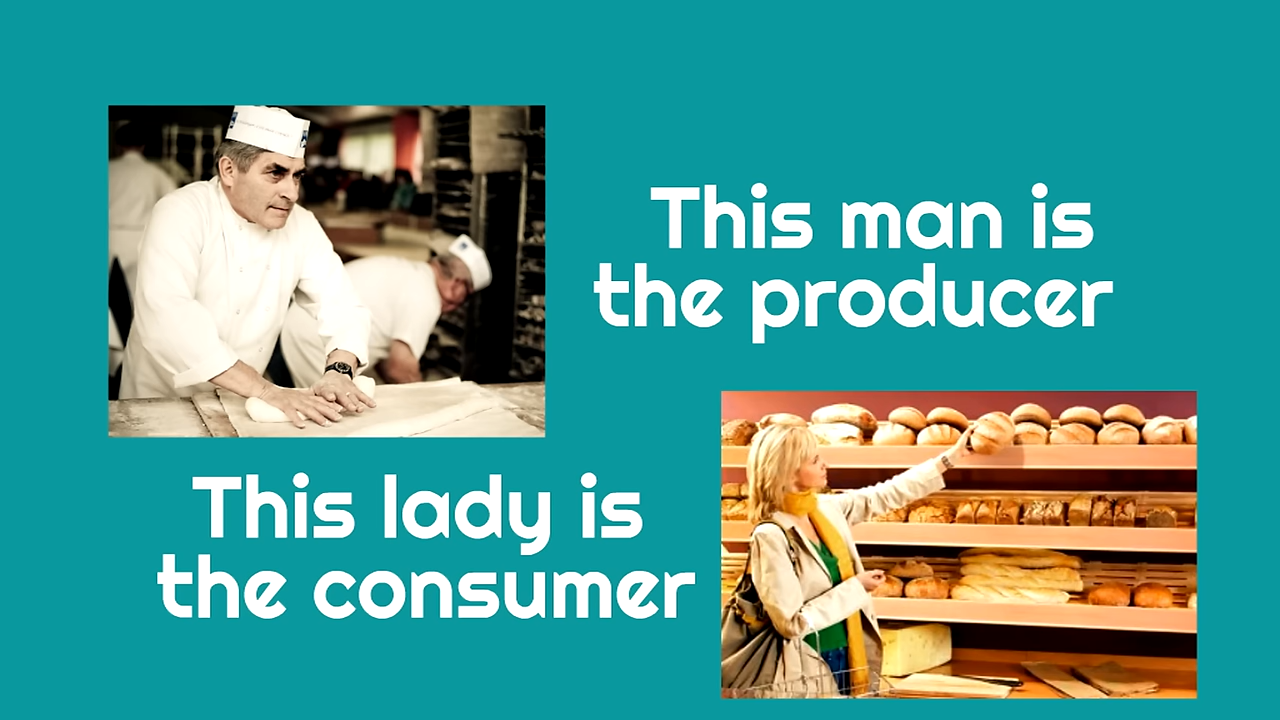 This man is
the producer
This lady is
the consumer